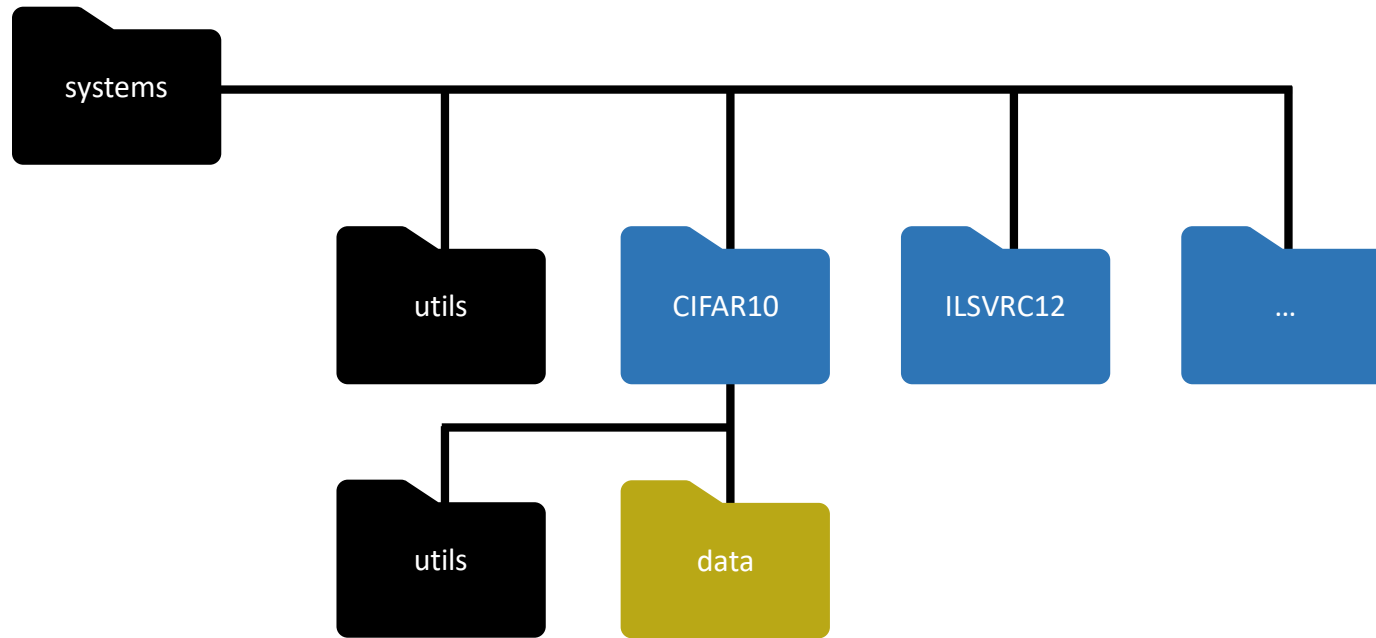 systems
utils
CIFAR10
ILSVRC12
...
utils
data